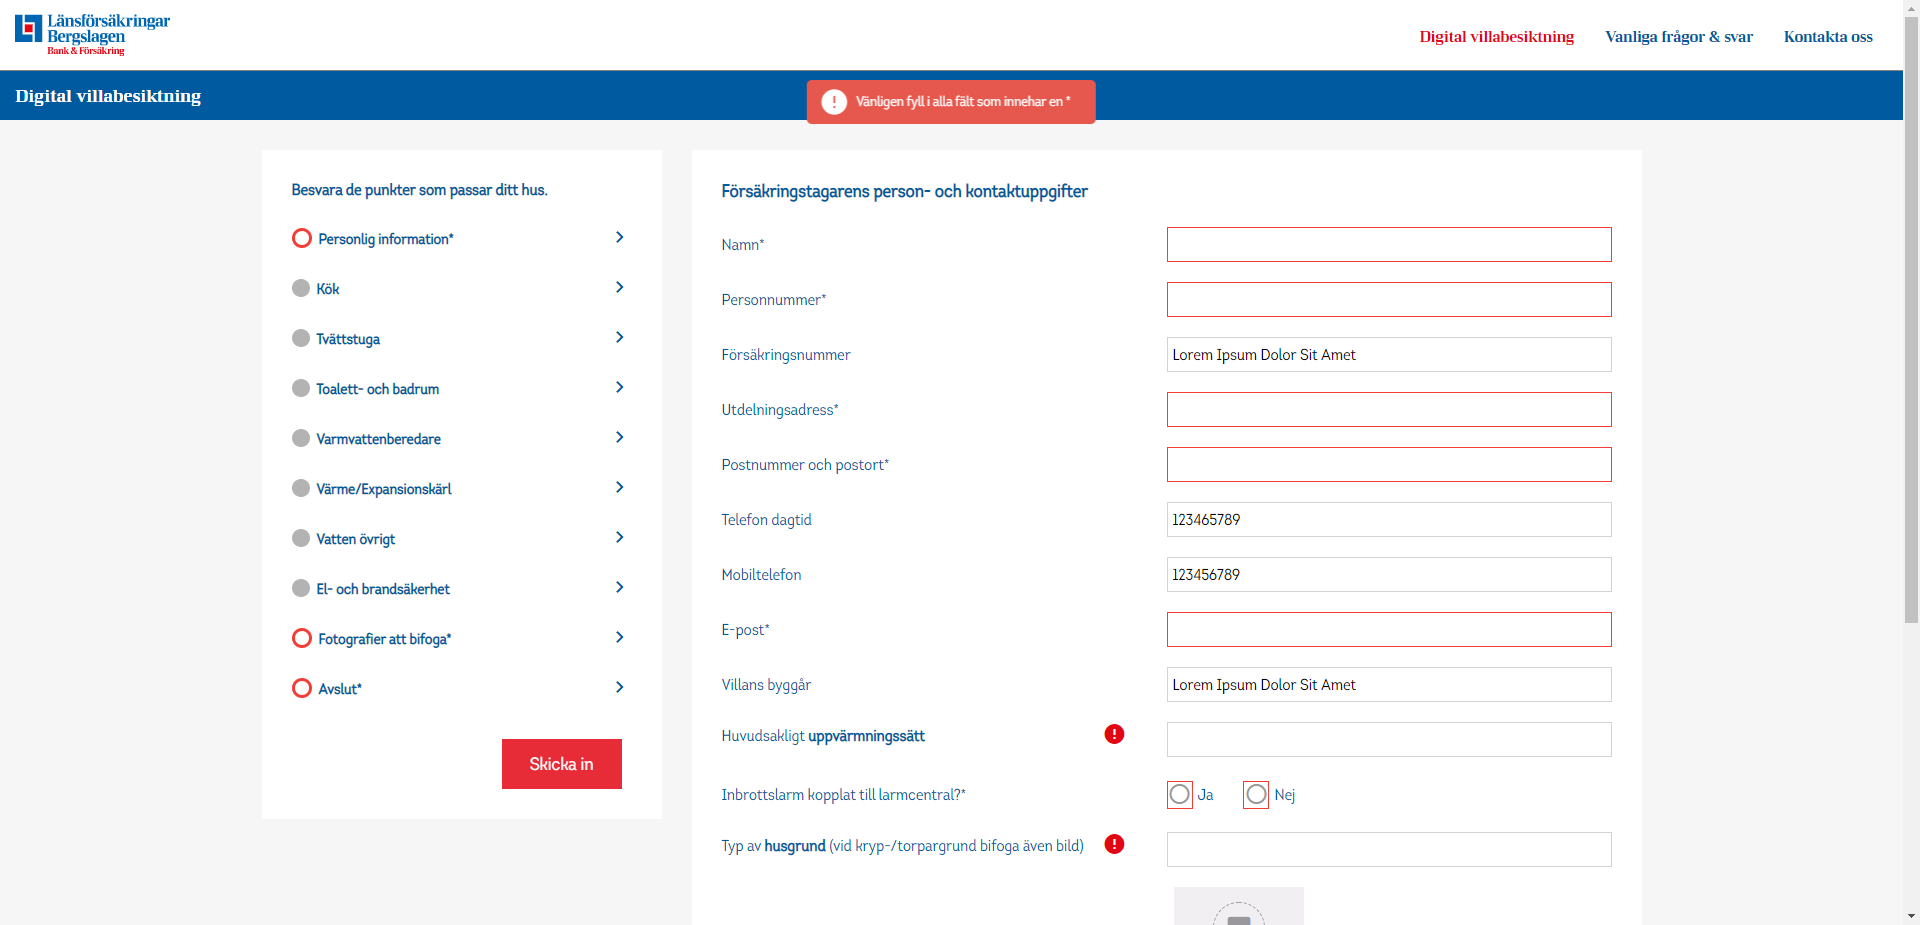 Länsförsäkringar
Bergslagen
Bank & Försäkring
Digital villabesiktning
Vanliga frågor & svar
Kontakta oss
Digital villabesiktning
Vänligen fyll i alla fält som innehar en *
Besvara de punkter som passar ditt hus.
Personlig information*
Kök
Tvättstuga
Toalett- och badrum
Varmvattenberedare
Värme/Expansionskärl
Vatten övrigt
El- och brandsäkerhet
Fotografier att bifoga*
Avslut*
Skicka in
Försäkringstagarens person- och kontaktuppgifter
Namn*
Personnummer*
Försäkringsnummer
Lorem Ipsum Dolor Sit Amet
Utdelningsadress*
Postnummer och postort*
Telefon dagtid
123465789
Mobiltelefon
123456789
E-post*
Villans byggår
Lorem Ipsum Dolor Sit Amet
Huvudsakligt uppvärmningssätt
Inbrottslarm kopplat till larmcentral?*
Ja
Nej
Typ av husgrund (vid kryp-/torpargrund bifoga även bild)